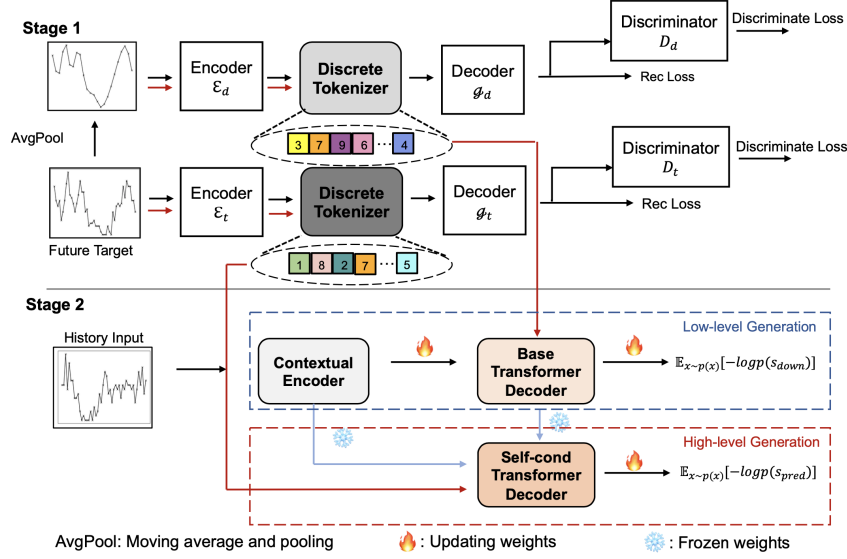 Stage 1
Encoder
ℰd
Discrete
Tokenizer
Decoder
𝒢d
Discriminator
Dd
Discriminate Loss
Rec Loss
AvgPool
3 7 9 6 ··· 4
Encoder
ℰt
Discrete
Tokenizer
Decoder
𝒢t
Discriminator
Dt
Discriminate Loss
Rec Loss
Future Target
1 8 2 7 ··· 5
Stage 2
History Input
Low-level Generation
Contextual
Encoder
Base
Transformer
Decoder
𝔼x~p(x)[−logp(sdown)]
High-level Generation
Self-cond
Transformer
Decoder
𝔼x~p(x)[−logp(spred)]
AvgPool: Moving average and pooling
: Updating weights
: Frozen weights